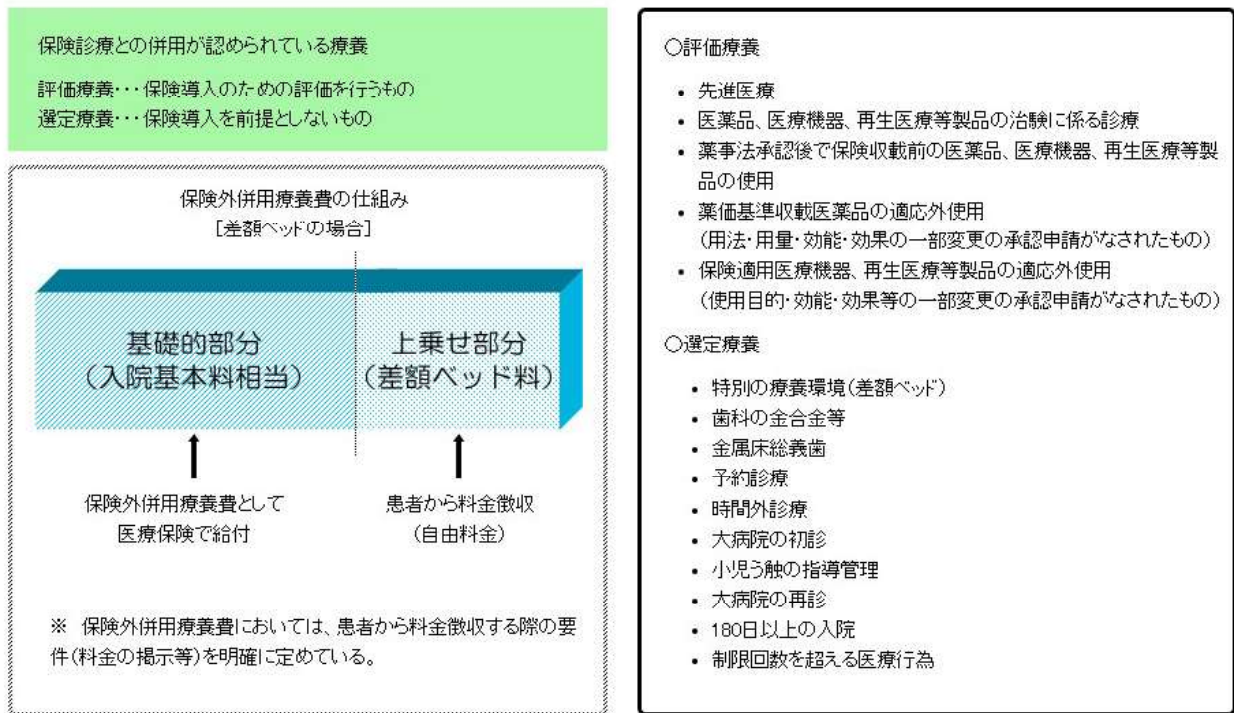 保険診療との併用が認められている療養
評価療養・・・保険導入のための評価を行うもの
選定療養・・・保険導入を前提としないもの
保険外併用療養費の仕組み
[差額ベッドの場合]
基礎的部分
（入院基本料相当）
上乗せ部分
（差額ベッド料）
保険外併用療養費として
医療保険で給付
患者から料金徴収
（自由料金）
※ 保険外併用療養費においては、患者から料金徴収する際の要
件（料金の掲示等）を明確に定めている。
○評価療養
・ 先進医療
・ 医薬品、医療機器、再生医療等製品の治験に係る診療
・ 薬事法承認後で保険収載前の医薬品、医療機器、再生医療等製
品の使用
・ 薬価基準収載医薬品の適応外使用
（用法・用量・効能・効果の一部変更の承認申請がなされたもの）
・ 保険適用医療機器、再生医療等製品の適応外使用
（使用目的・効能・効果等の一部変更の承認申請がなされたもの）
○選定療養
・ 特別の療養環境（差額ベッド）
・ 歯科の金合金等
・ 金属床総義歯
・ 予約診療
・ 時間外診療
・ 大病院の初診
・ 小児う触の指導管理
・ 大病院の再診
・ 180日以上の入院
・ 制限回数を超える医療行為